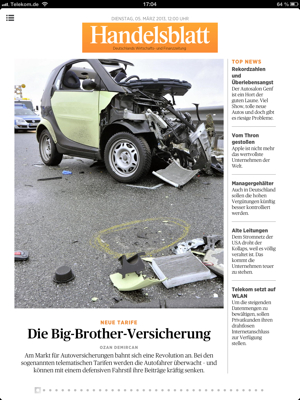 Telekom.de
17:04
64 %
DIENSTAG, 05. MÄRZ 2013, 12:00 UHR
Handelsblatt
Deutschlands Wirtschafts- und Finanzzeitung
TOP NEWS
Rekordzahlen
und
Überlebensangst
Der Autosalon Genf
ist ein Hort der
guten Laune. Viel
Show, tolle neue
Autos und doch gibt
es riesige Probleme.
Vom Thron
gestoßen
Apple ist nicht mehr
das wertvollste
Unternehmen der
Welt.
Managergehälter
Auch in Deutschland
sollen die hohen
Vergütungen künftig
besser kontrolliert
werden.
Alte Leitungen
Dem Stromnetz der
USA droht der
Kollaps, weil es völlig
veraltet ist. Das
kommt die
Unternehmen teuer
zu stehen.
Telekom setzt auf
WLAN
Um die steigenden
Datenmengen zu
bewältigen, sollen
Privatkunden ihren
drahtlosen
Internetanschluss
zur Verfügung
stellen.
NEUE TARIFE
Die Big-Brother-Versicherung
OZAN DEMIRCAN
Am Markt für Autoversicherungen bahnt sich eine Revolution an. Bei den
sogenannten telematischen Tarifen werden die Autofahrer überwacht - und
können mit einem defensiven Fahrstil ihre Beiträge kräftig senken.